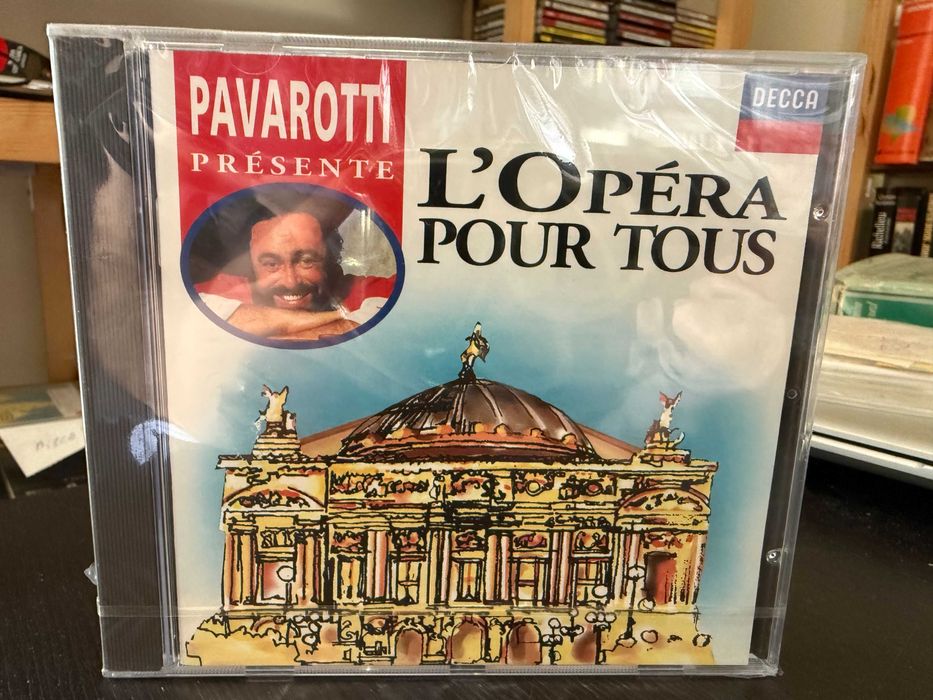 PAVAROTTI
PRÉSENTE
L'OPÉRA
POUR TOUS
DECCA